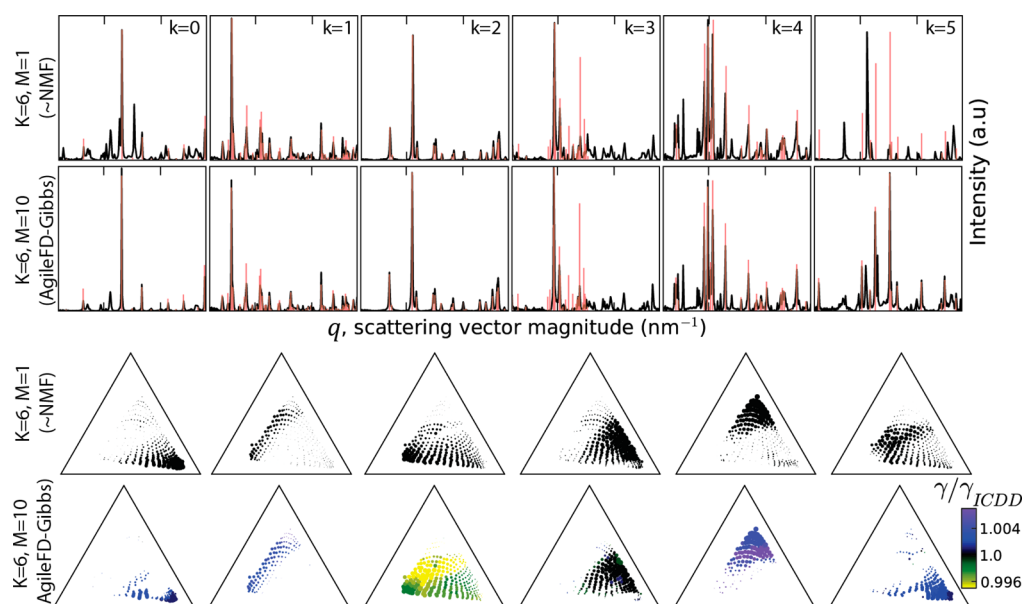 k=0 k=1 k=2 k=3 k=4 k=5
K=6, M=1
(~NMF)
K=6, M=10
(AgileFD-Gibbs)
Intensity (a.u)
q, scattering vector magnitude (nm⁻¹)
K=6, M=1
(~NMF)
K=6, M=10
AgileFD-Gibbs)
γ/γ_ICDD
1.004
1.0
0.996